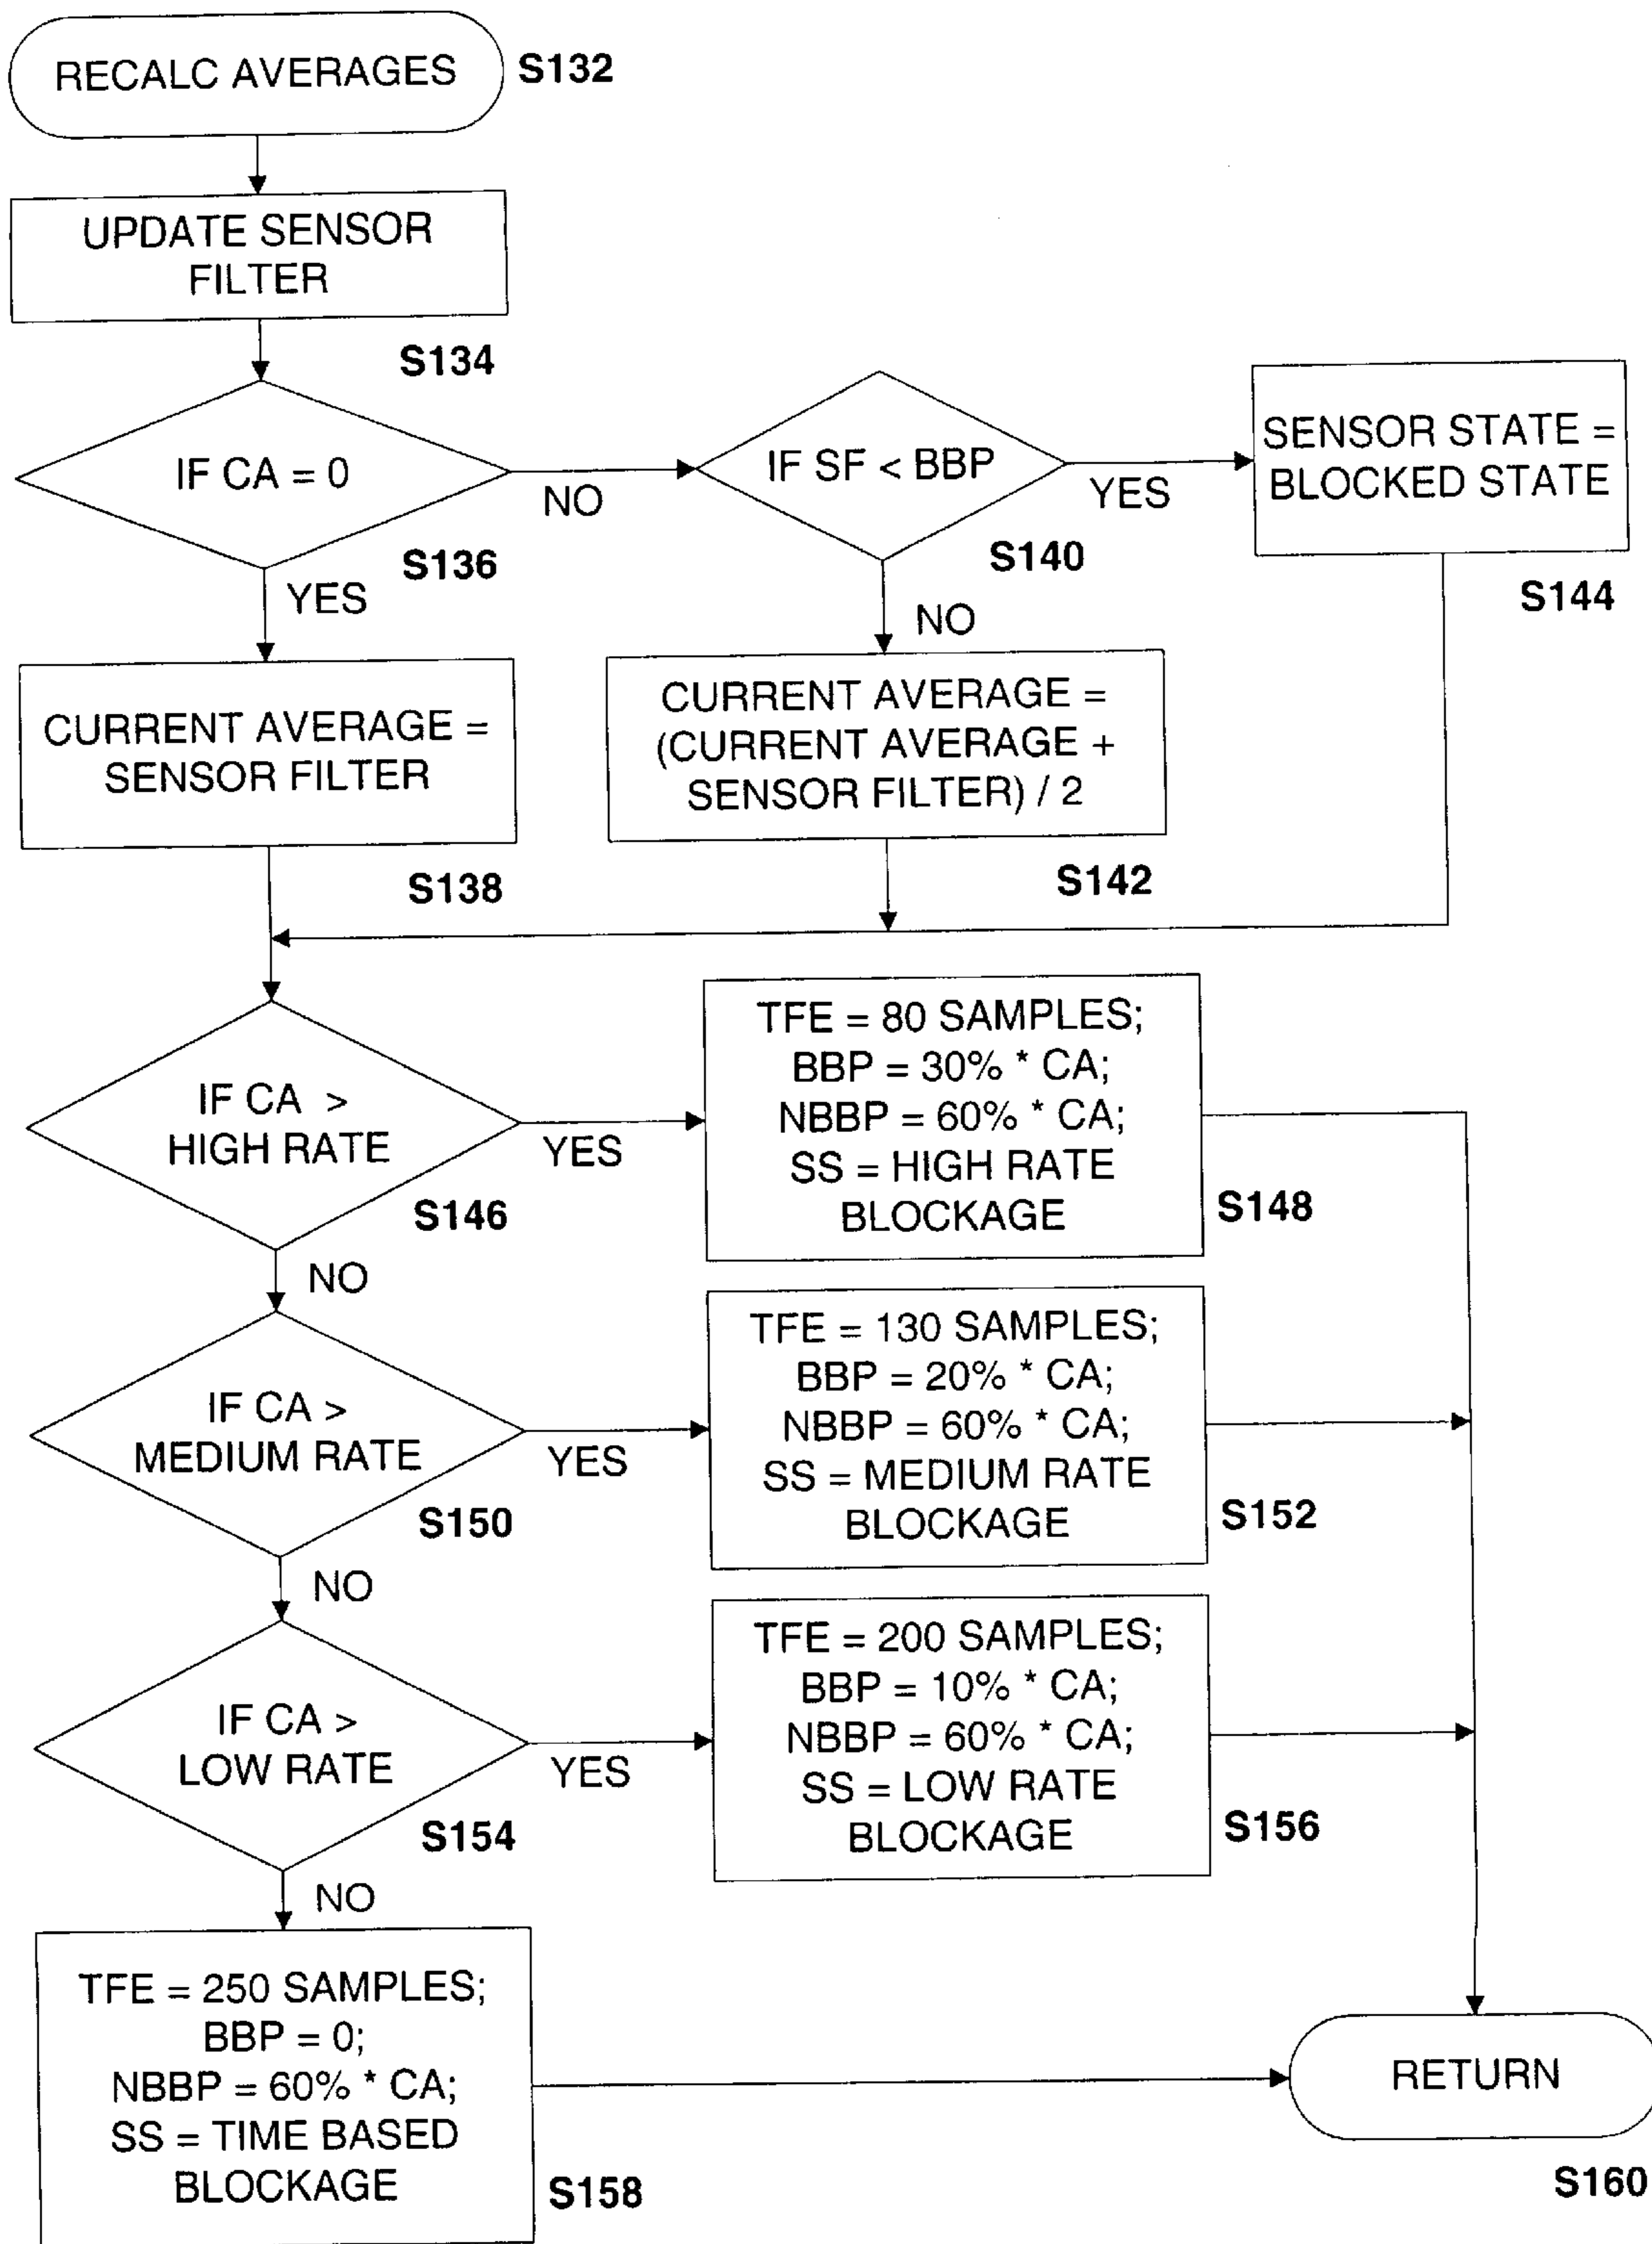 RECALC AVERAGES
S132
UPDATE SENSOR
FILTER
S134
IF CA = 0
NO
S136
YES
IF SF < BBP
YES
S140
NO
SENSOR STATE =
BLOCKED STATE
S144
CURRENT AVERAGE =
SENSOR FILTER
S138
CURRENT AVERAGE =
(CURRENT AVERAGE +
SENSOR FILTER) / 2
S142
IF CA >
HIGH RATE
YES
S146
NO
TFE = 80 SAMPLES;
BBP = 30% * CA;
NBBP = 60% * CA;
SS = HIGH RATE
BLOCKAGE
S148
IF CA >
MEDIUM RATE
YES
S150
NO
TFE = 130 SAMPLES;
BBP = 20% * CA;
NBBP = 60% * CA;
SS = MEDIUM RATE
BLOCKAGE
S152
IF CA >
LOW RATE
YES
S154
NO
TFE = 200 SAMPLES;
BBP = 10% * CA;
NBBP = 60% * CA;
SS = LOW RATE
BLOCKAGE
S156
TFE = 250 SAMPLES;
BBP = 0;
NBBP = 60% * CA;
SS = TIME BASED
BLOCKAGE
S158
RETURN
S160